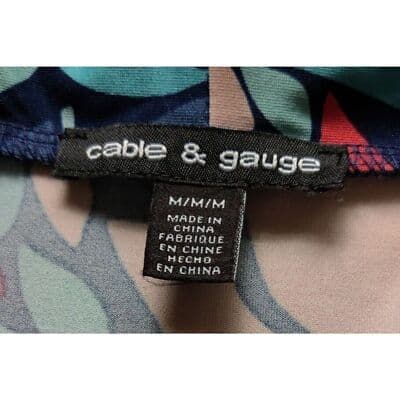 cable & gauge
M/M/M
MADE IN
CHINA
FABRIQUE
EN CHINE
HECHO
EN CHINA